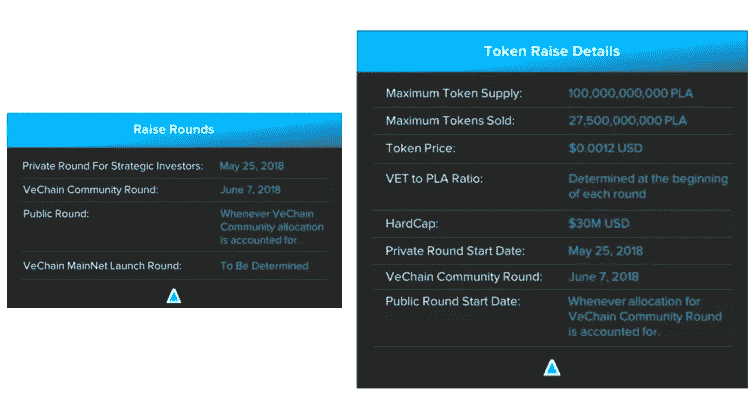 Raise Rounds
Private Round For Strategic Investors: May 25, 2018
VeChain Community Round: June 7, 2018
Public Round: Whenever VeChain
Community allocation
is accounted for.
VeChain MainNet Launch Round: To Be Determined
Token Raise Details
Maximum Token Supply: 100,000,000,000 PLA
Maximum Tokens Sold: 27,500,000,000 PLA
Token Price: $0.0012 USD
VET to PLA Ratio: Determined at the beginning
of each round
HardCap: $30M USD
Private Round Start Date: May 25, 2018
VeChain Community Round: June 7, 2018
Public Round Start Date: Whenever allocation for
VeChain Community Round
is accounted for.